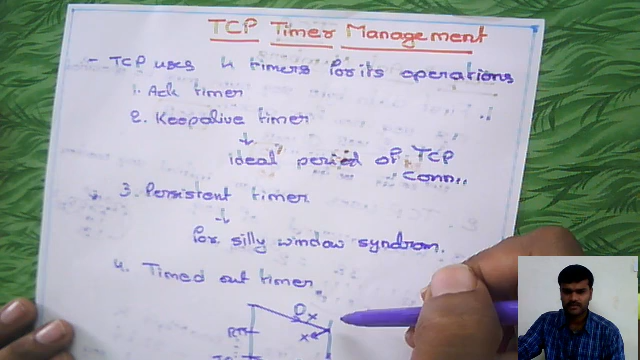 TCP Timer Management
- TCP uses 4 timers for its operations
1. Ack timer
2. Keepalive timer
ideal period of TCP
Conn..
3. Persistent timer
for silly window syndrom.
4. Timed out timer
D x
x